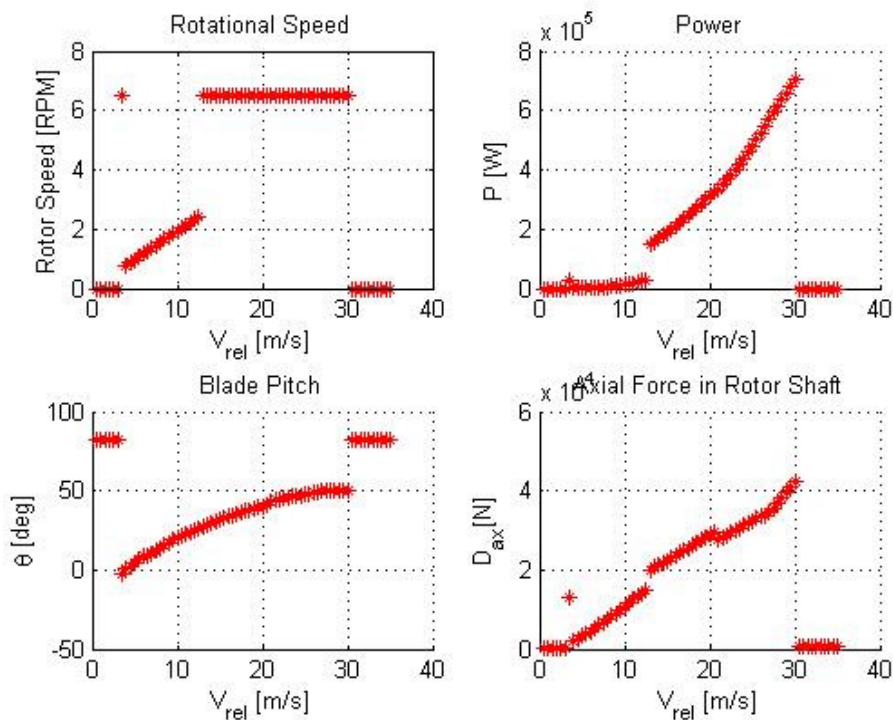 Rotational Speed
8
6
4
2
0
Rotor Speed [RPM]
0 10 20 30 40
V_rel [m/s]
x 10^5
Power
8
6
4
2
0
P [W]
0 10 20 30 40
V_rel [m/s]
Blade Pitch
100
50
0
-50
θ [deg]
0 10 20 30 40
V_rel [m/s]
x 10^4
Axial Force in Rotor Shaft
6
4
2
0
D_ax[N]
0 10 20 30 40
V_rel [m/s]